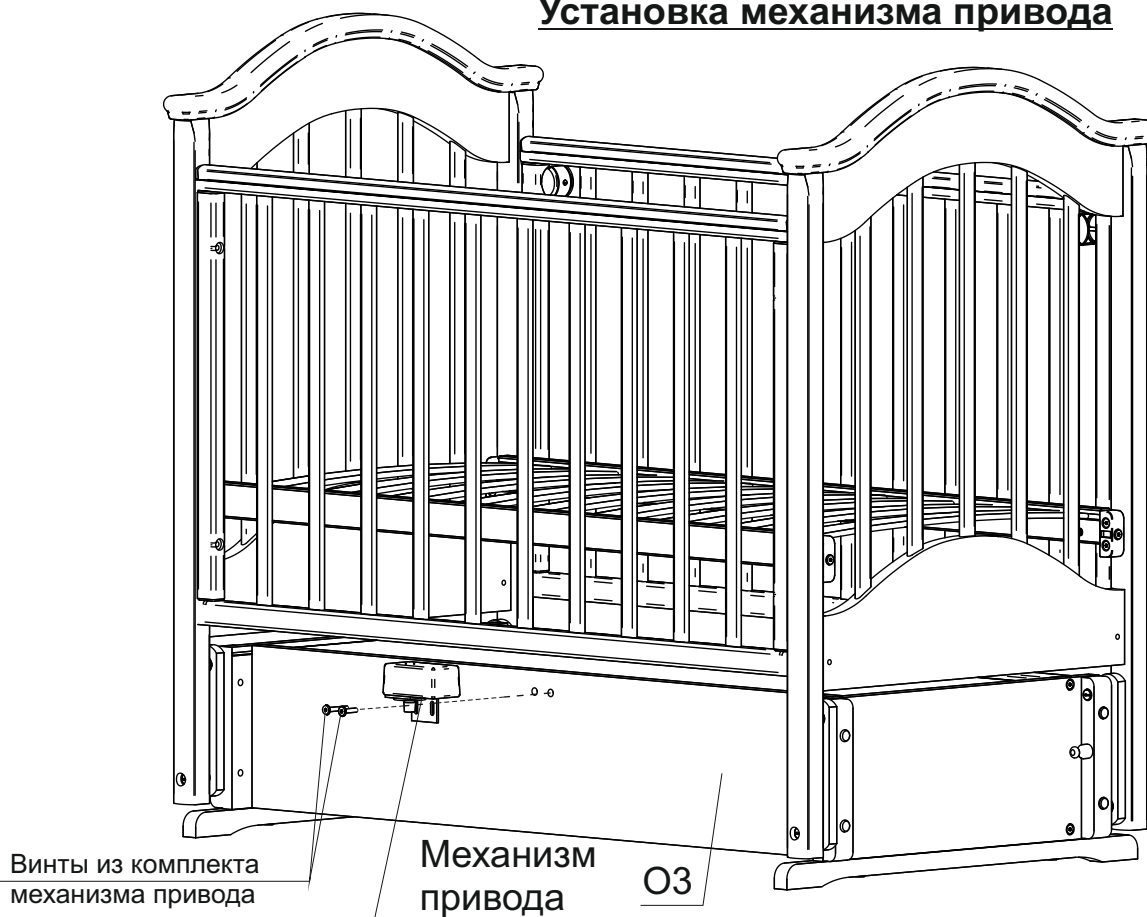 Установка механизма привода
Винты из комплекта
механизма привода
Механизм
привода
О3